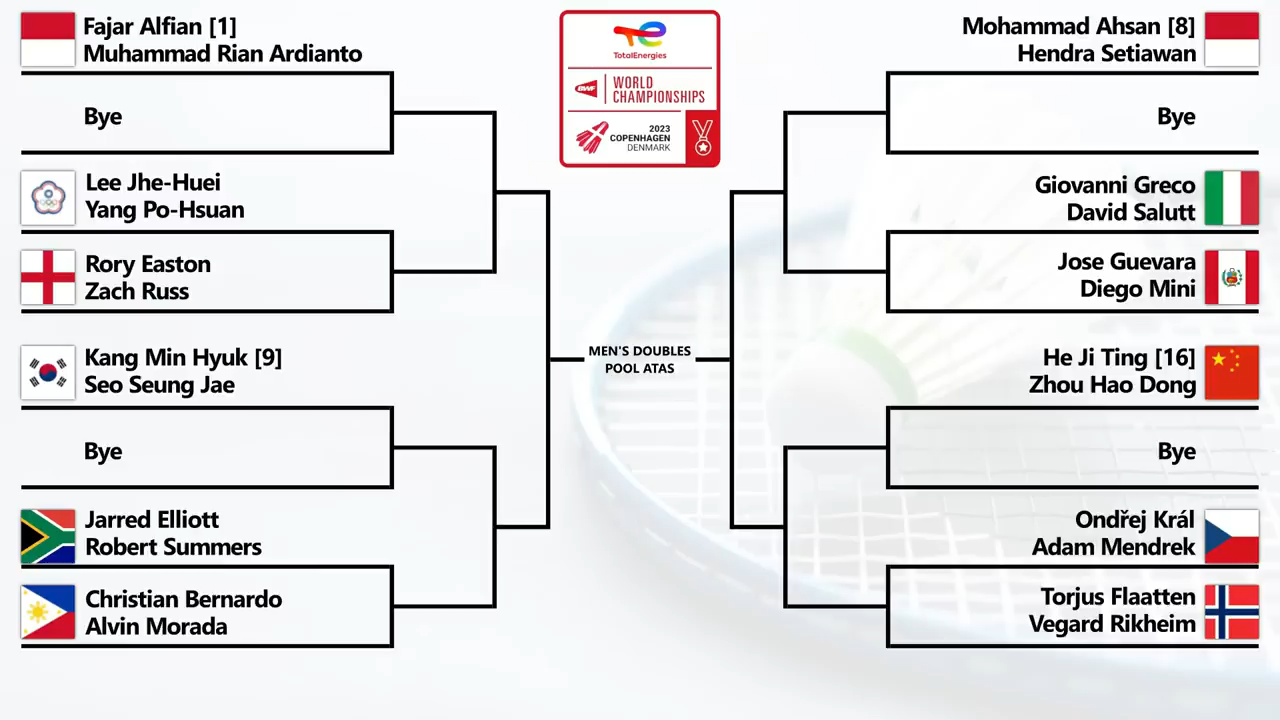 Fajar Alfian [1]
Muhammad Rian Ardianto
Bye
Lee Jhe-Huei
Yang Po-Hsuan
Rory Easton
Zach Russ
Kang Min Hyuk [9]
Seo Seung Jae
Bye
Jarred Elliott
Robert Summers
Christian Bernardo
Alvin Morada
TotalEnergies
BWF
WORLD
CHAMPIONSHIPS
2023
COPENHAGEN
DENMARK
MEN'S DOUBLES
POOL ATAS
Mohammad Ahsan [8]
Hendra Setiawan
Bye
Giovanni Greco
David Salutt
Jose Guevara
Diego Mini
He Ji Ting [16]
Zhou Hao Dong
Bye
Ondřej Král
Adam Mendrek
Torjus Flaatten
Vegard Rikheim